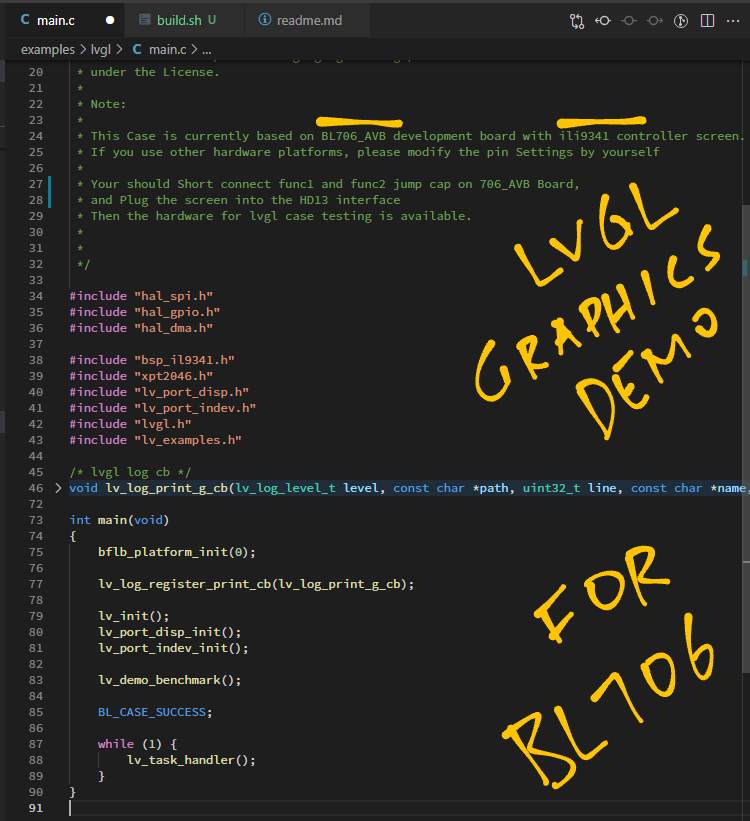 main.c
build.sh U
readme.md
examples > lvgl > C main.c > ...
20 * under the License.
21 *
22 * Note:
23 *
24 * This Case is currently based on BL706_AVB development board with ili9341 controller screen.
25 * If you use other hardware platforms, please modify the pin Settings by yourself
26 *
27 * Your should Short connect func1 and func2 jump cap on 706_AVB Board,
28 * and Plug the screen into the HD13 interface
29 * Then the hardware for lvgl case testing is available.
30 *
31 *
32 */
33
34 #include "hal_spi.h"
35 #include "hal_gpio.h"
36 #include "hal_dma.h"
37
38 #include "bsp_il9341.h"
39 #include "xpt2046.h"
40 #include "lv_port_disp.h"
41 #include "lv_port_indev.h"
42 #include "lvgl.h"
43 #include "lv_examples.h"
44
45 /* lvgl log cb */
46 void lv_log_print_g_cb(lv_log_level_t level, const char *path, uint32_t line, const char *name,
72
73 int main(void)
74 {
75 bflb_platform_init(0);
76
77 lv_log_register_print_cb(lv_log_print_g_cb);
78
79 lv_init();
80 lv_port_disp_init();
81 lv_port_indev_init();
82
83 lv_demo_benchmark();
84
85 BL_CASE_SUCCESS;
86
87 while (1) {
88 lv_task_handler();
89 }
90 }
91
LVGL
GRAPHICS
DEMO
FOR
BL706